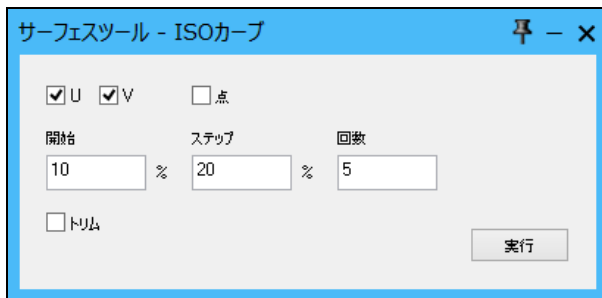 サーフェスツール - ISOカーブ
U V 点
開始 ステップ 回数
10 % 20 % 5
トリム
実行